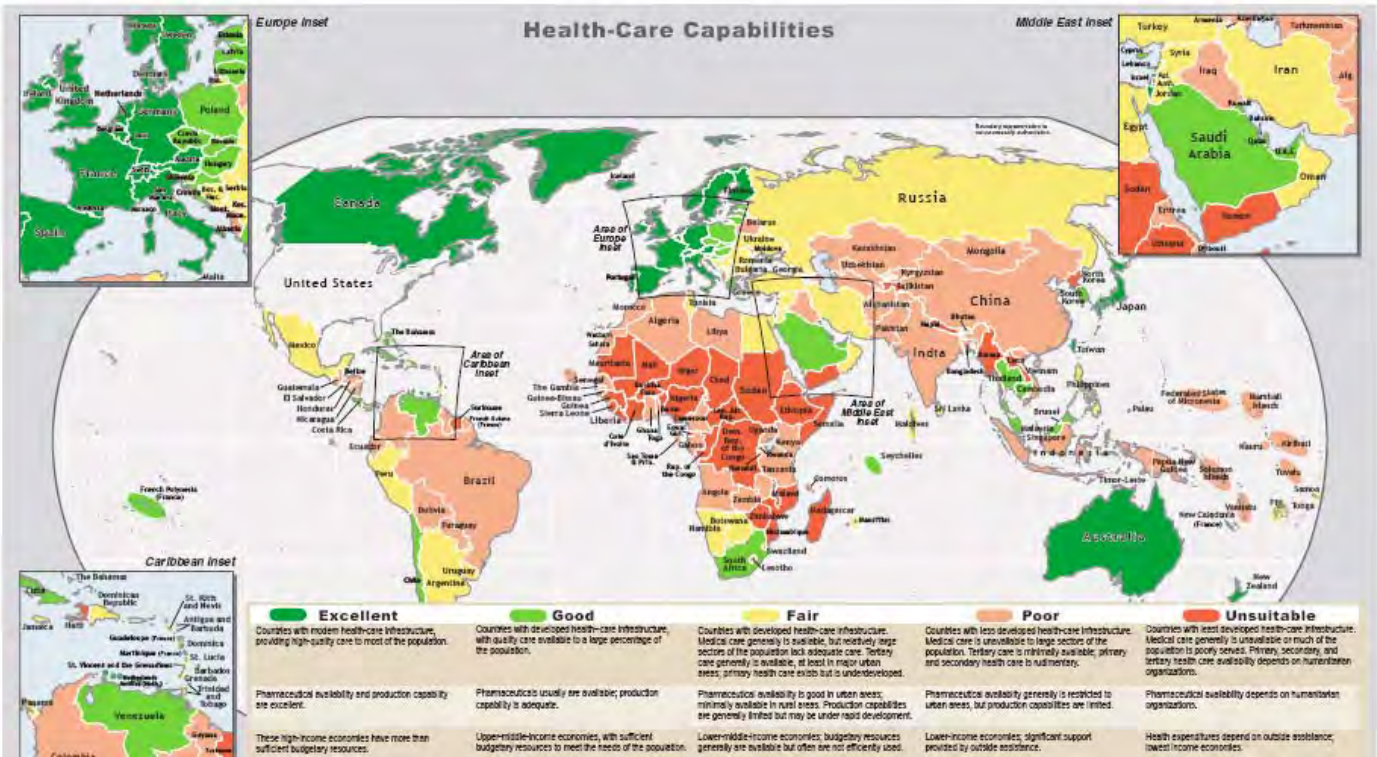 Health-Care Capabilities
Europe Inset
Sweden
Estonia
Latvia
Lithuania
Denmark
Ireland
United
Kingdom
Netherlands
Germany
Poland
Belgium
Czech
Republic
France
Austria
Hungary
Croatia
Italy
Spain
Albania
Malta
Middle East Inset
Turkey
Turkmenistan
Cyprus
Syria
Lebanon
Iraq
Iran
Israel
Jordan
Kuwait
Egypt
Saudi
Arabia
Qatar
U.A.E.
Oman
Sudan
Eritrea
Yemen
Ethiopia
Djibouti
Iceland
Canada
Finland
Russia
Area of
Europe
Inset
Belarus
Ukraine
Moldova
Romania
Bulgaria
Georgia
Portugal
United States
Kazakhstan
Mongolia
Uzbekistan
Kyrgyzstan
Tajikistan
North
Korea
South
Korea
Japan
China
Afghanistan
Pakistan
Nepal
Bhutan
India
Taiwan
Morocco
Tunisia
Algeria
Libya
Western
Sahara
The Bahamas
Mexico
Belize
Area of
Caribbean
Inset
Guatemala
El Salvador
Honduras
Nicaragua
Costa Rica
Suriname
French Guiana
(France)
Mauritania
Mali
Niger
Chad
Sudan
Senegal
The Gambia
Guinea-Bissau
Guinea
Sierra Leone
Liberia
Nigeria
Ethiopia
Somalia
Area of
Middle East
Inset
Bangladesh
Burma
Laos
Thailand
Vietnam
Cambodia
Philippines
Sri Lanka
Maldives
Brunei
Malaysia
Singapore
Indonesia
Palau
Federated States
of Micronesia
Marshall
Islands
Nauru
Kiribati
Cote
d'Ivoire
Ghana
Togo
Gabon
Dem.
Rep.
of the
Congo
Uganda
Kenya
Rwanda
Tanzania
Sao Tome
& Prin.
Rep. of
the Congo
Seychelles
Comoros
Ecuador
Peru
Brazil
Bolivia
Paraguay
Uruguay
Chile
Argentina
French Polynesia
(France)
Angola
Zambia
Malawi
Zimbabwe
Mozambique
Madagascar
Mauritius
Namibia
Botswana
South
Africa
Swaziland
Lesotho
Timor-Leste
Papua New
Guinea
Solomon
Islands
Tuvalu
Samoa
Vanuatu
Fiji
Tonga
New Caledonia
(France)
Australia
New
Zealand
Caribbean Inset
The Bahamas
Cuba
Dominican
Republic
Jamaica
Haiti
St. Kitts
and Nevis
Antigua and
Barbuda
Guadeloupe (France)
Dominica
Martinique (France)
St. Lucia
St. Vincent and the Grenadines
Barbados
Grenada
Trinidad
and
Tobago
Panama
Venezuela
Guyana
Colombia
Excellent
Countries with modern health-care infrastructure,
providing high-quality care to most of the population.
Pharmaceutical availability and production capability
are excellent.
These high-income economies have more than
sufficient budgetary resources.
Good
Countries with developed health-care infrastructure,
with quality care available to a large percentage of
the population.
Pharmaceuticals usually are available; production
capability is adequate.
Upper-middle-income economies, with sufficient
budgetary resources to meet the needs of the population.
Fair
Countries with developed health-care infrastructure.
Medical care generally is available, but relatively large
sectors of the population lack adequate care. Tertiary
care generally is available, at least in major urban
areas; primary health care exists but is underdeveloped.
Pharmaceutical availability is good in urban areas;
minimally available in rural areas. Production capabilities
are generally limited but may be under rapid development.
Lower-middle-income economies; budgetary resources
generally are available but often are not efficiently used.
Poor
Countries with less developed health-care infrastructure.
Medical care is unavailable to large sectors of the
population. Tertiary care is minimally available; primary
and secondary health care is rudimentary.
Pharmaceutical availability generally is restricted to
urban areas, but production capabilities are limited.
Lower-income economies; significant support
provided by outside assistance.
Unsuitable
Countries with least developed health-care infrastructure.
Medical care generally is unavailable or much of the
population is poorly served. Primary, secondary, and
tertiary health care availability depends on humanitarian
organizations.
Pharmaceutical availability depends on humanitarian
organizations.
Health expenditures depend on outside assistance;
lowest income economies.